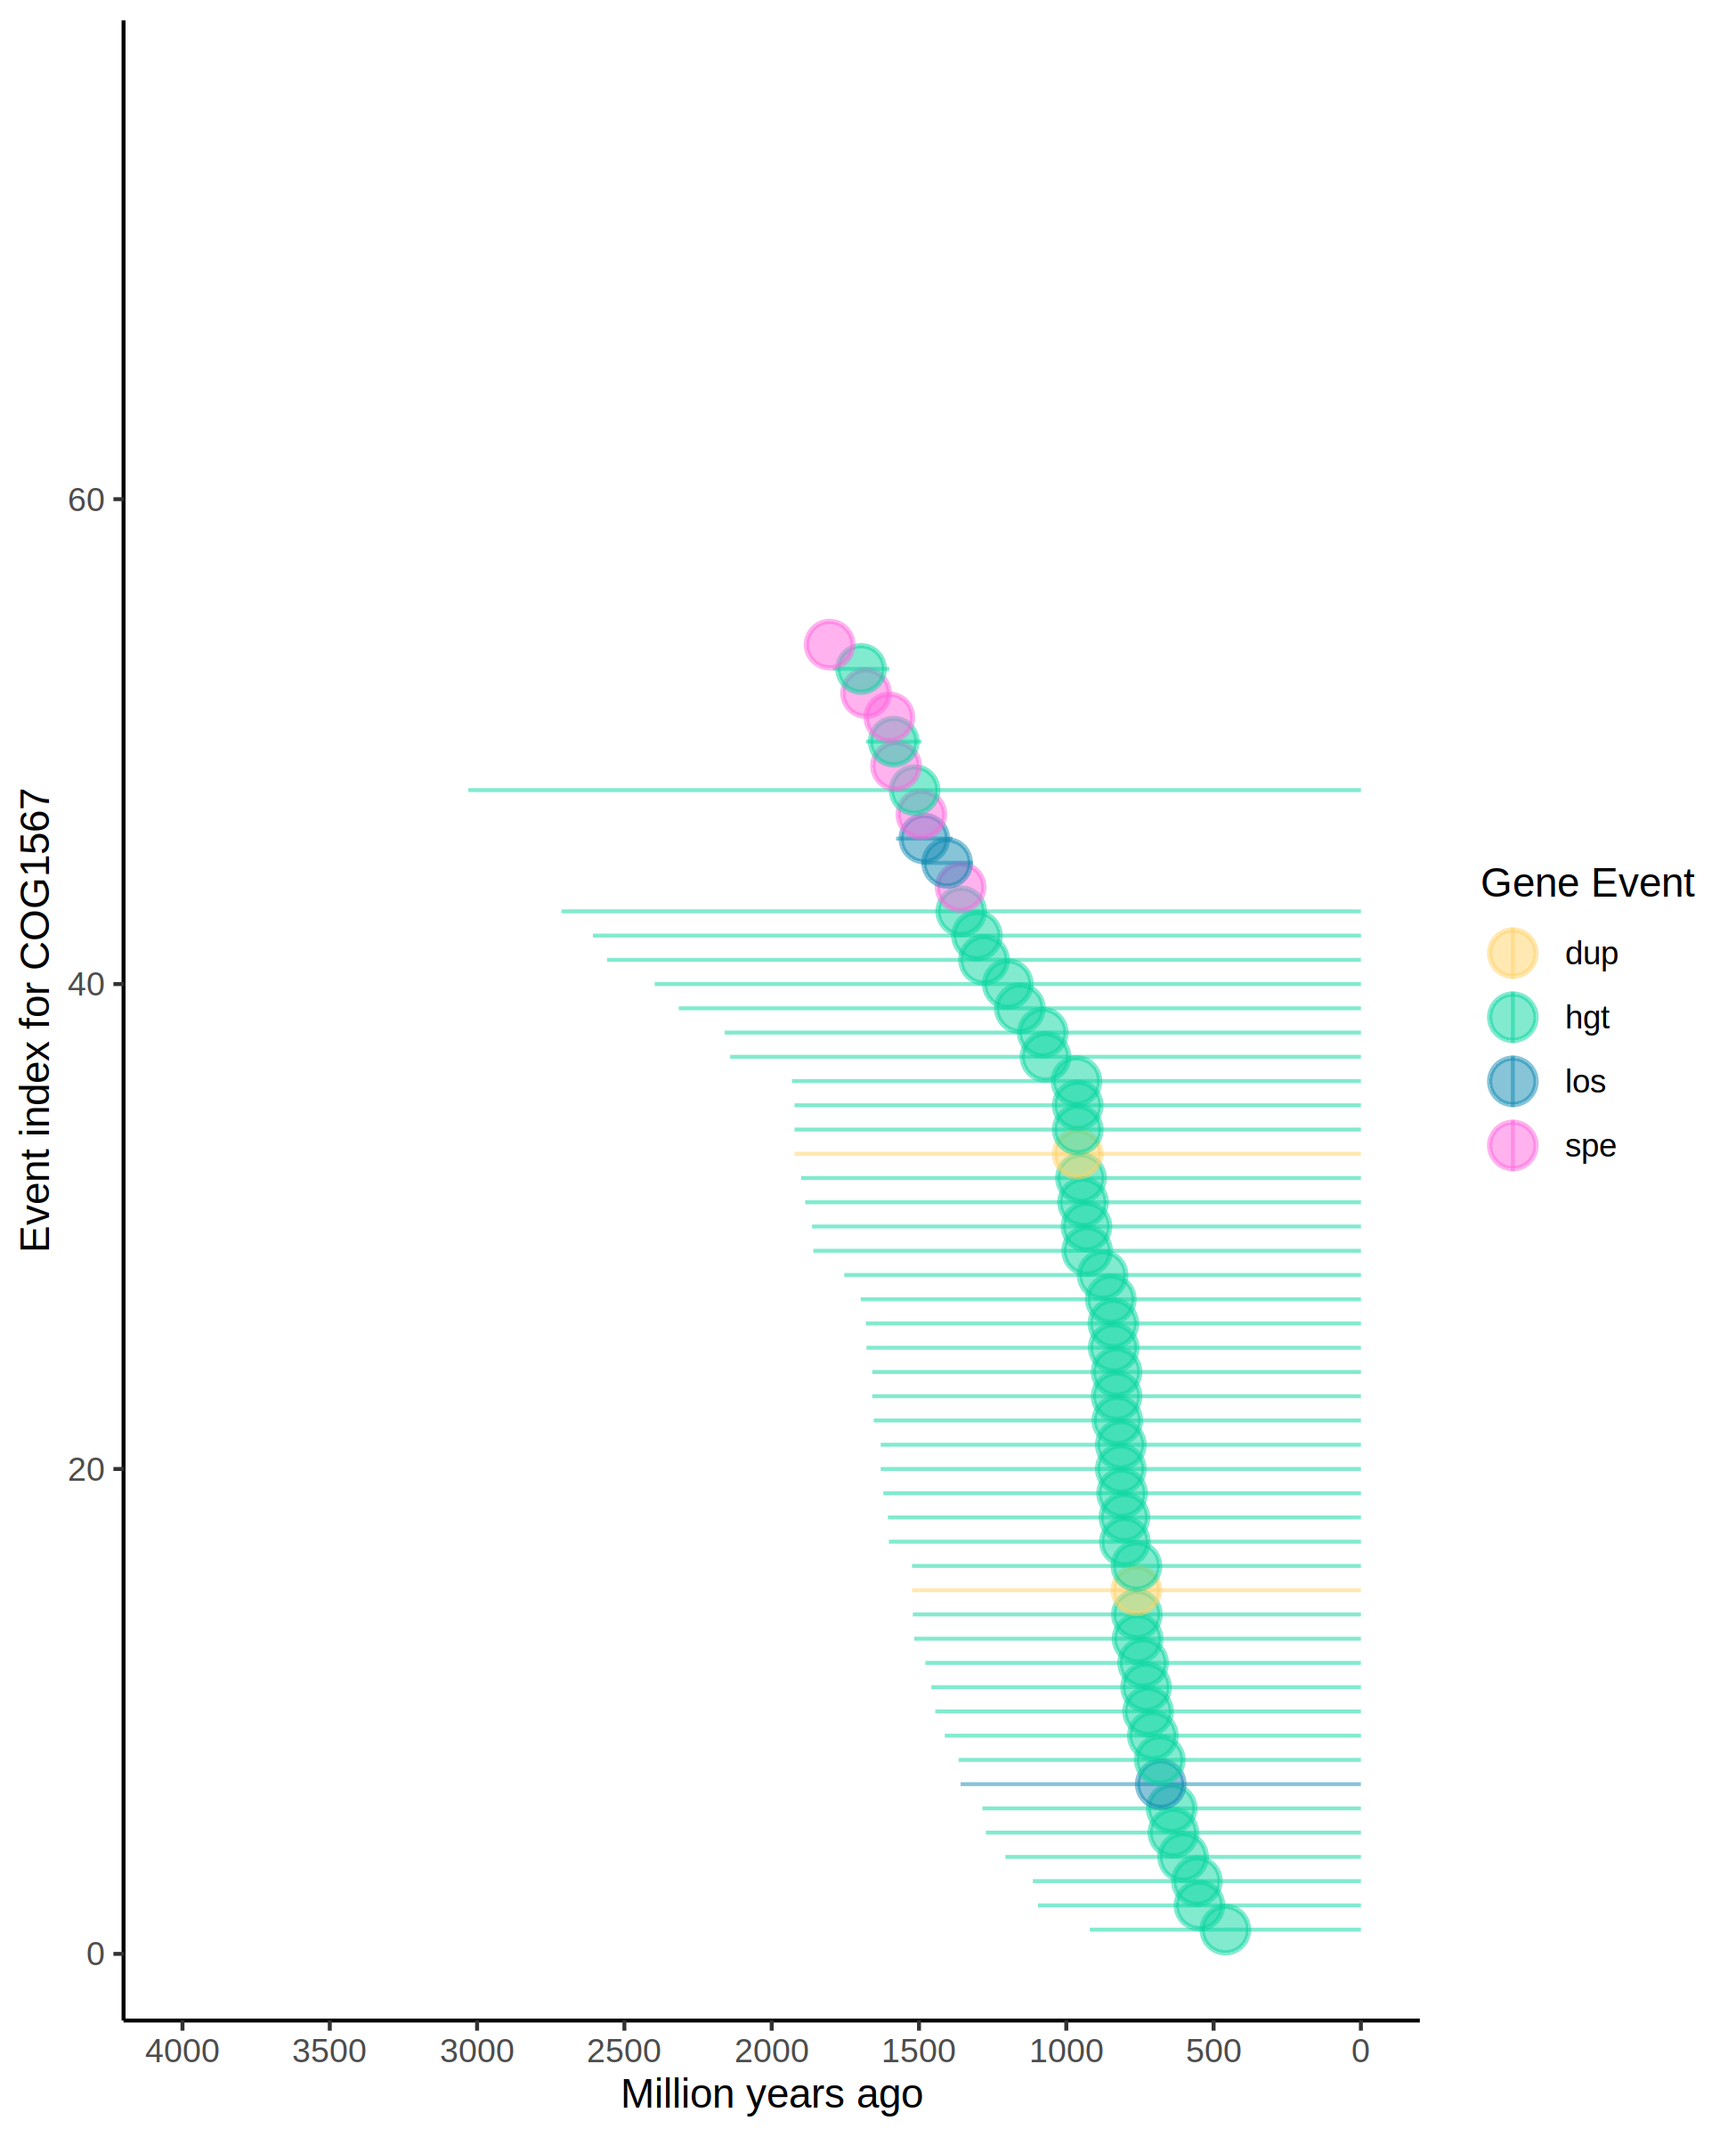 Event index for COG1567
60
40
20
0
4000 3500 3000 2500 2000 1500 1000 500 0
Million years ago
Gene Event
dup
hgt
los
spe